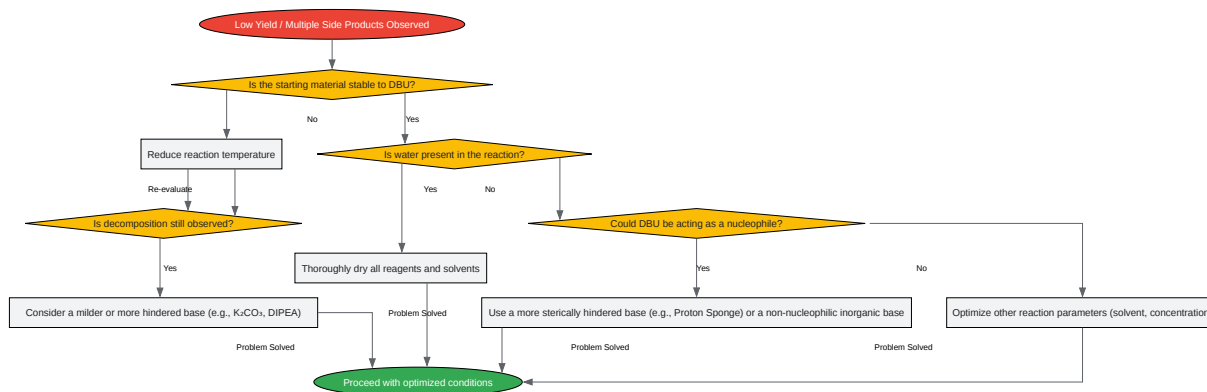 Low Yield / Multiple Side Products Observed
Is the starting material stable to DBU?
No
Yes
Reduce reaction temperature
Is water present in the reaction?
Re-evaluate
Yes
No
Is decomposition still observed?
Could DBU be acting as a nucleophile?
Yes
Thoroughly dry all reagents and solvents
Yes
No
Consider a milder or more hindered base (e.g., K₂CO₃, DIPEA)
Problem Solved
Use a more sterically hindered base (e.g., Proton Sponge) or a non-nucleophilic inorganic base
Optimize other reaction parameters (solvent, concentration
Problem Solved
Problem Solved
Problem Solved
Proceed with optimized conditions